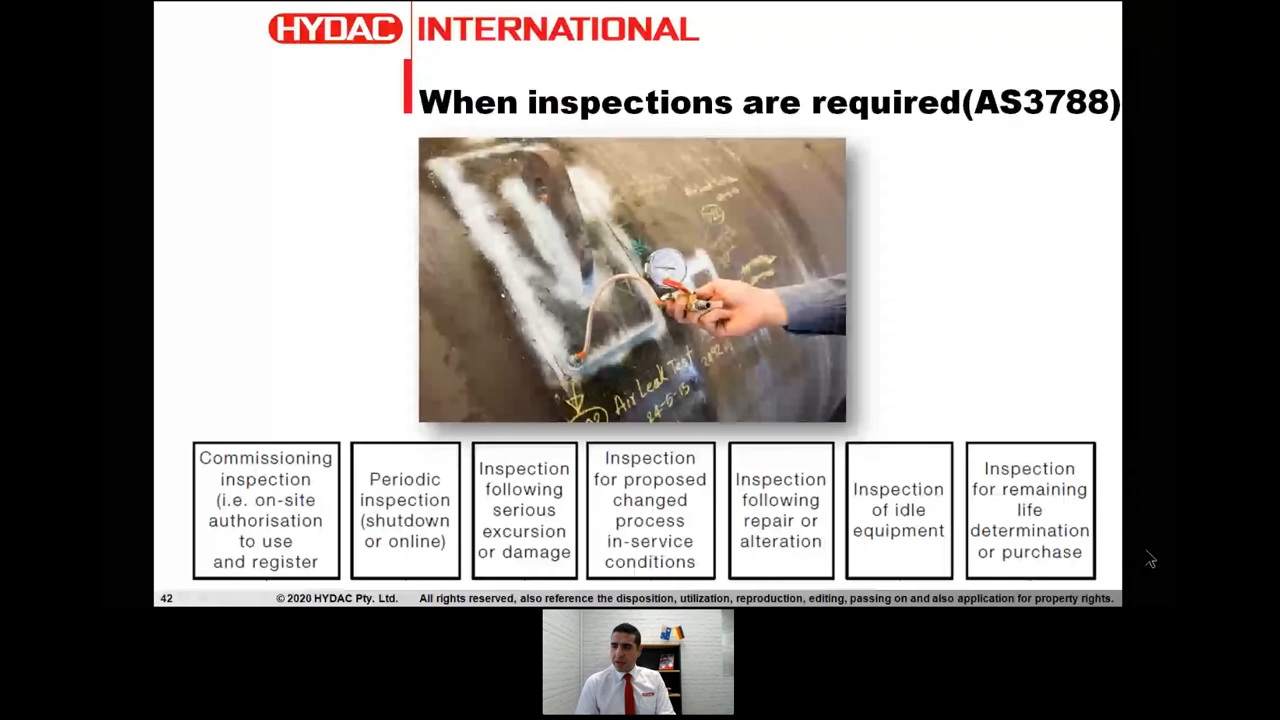 HYDAC INTERNATIONAL
When inspections are required(AS3788)
Air Leak Test
24-5-15
Commissioning
inspection
(i.e. on-site
authorisation
to use
and register
Periodic
inspection
(shutdown
or online)
Inspection
following
serious
excursion
or damage
Inspection
for proposed
changed
process
in-service
conditions
Inspection
following
repair or
alteration
Inspection
of idle
equipment
Inspection
for remaining
life
determination
or purchase
42
© 2020 HYDAC Pty. Ltd.
All rights reserved, also reference the disposition, utilization, reproduction, editing, passing on and also application for property rights.